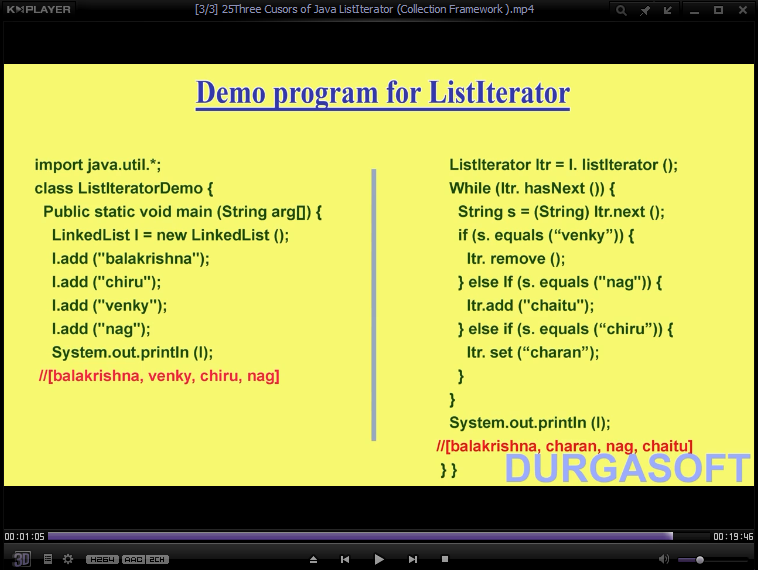 KMPLAYER
[3/3] 25Three Cusors of Java ListIterator (Collection Framework ).mp4
Demo program for ListIterator
import java.util.*;
class ListIteratorDemo {
Public static void main (String arg[]) {
LinkedList l = new LinkedList ();
l.add ("balakrishna");
l.add ("chiru");
l.add ("venky");
l.add ("nag");
System.out.println (l);
//[balakrishna, venky, chiru, nag]
ListIterator ltr = l. listIterator ();
While (ltr. hasNext ()) {
String s = (String) ltr.next ();
if (s. equals (“venky”)) {
ltr. remove ();
} else If (s. equals ("nag")) {
ltr.add ("chaitu");
} else if (s. equals (“chiru”)) {
ltr. set (“charan”);
}
}
System.out.println (l);
//[balakrishna, charan, nag, chaitu]
} }
DURGASOFT
00:01:05
00:19:46
3D
H264 AAC 2CH